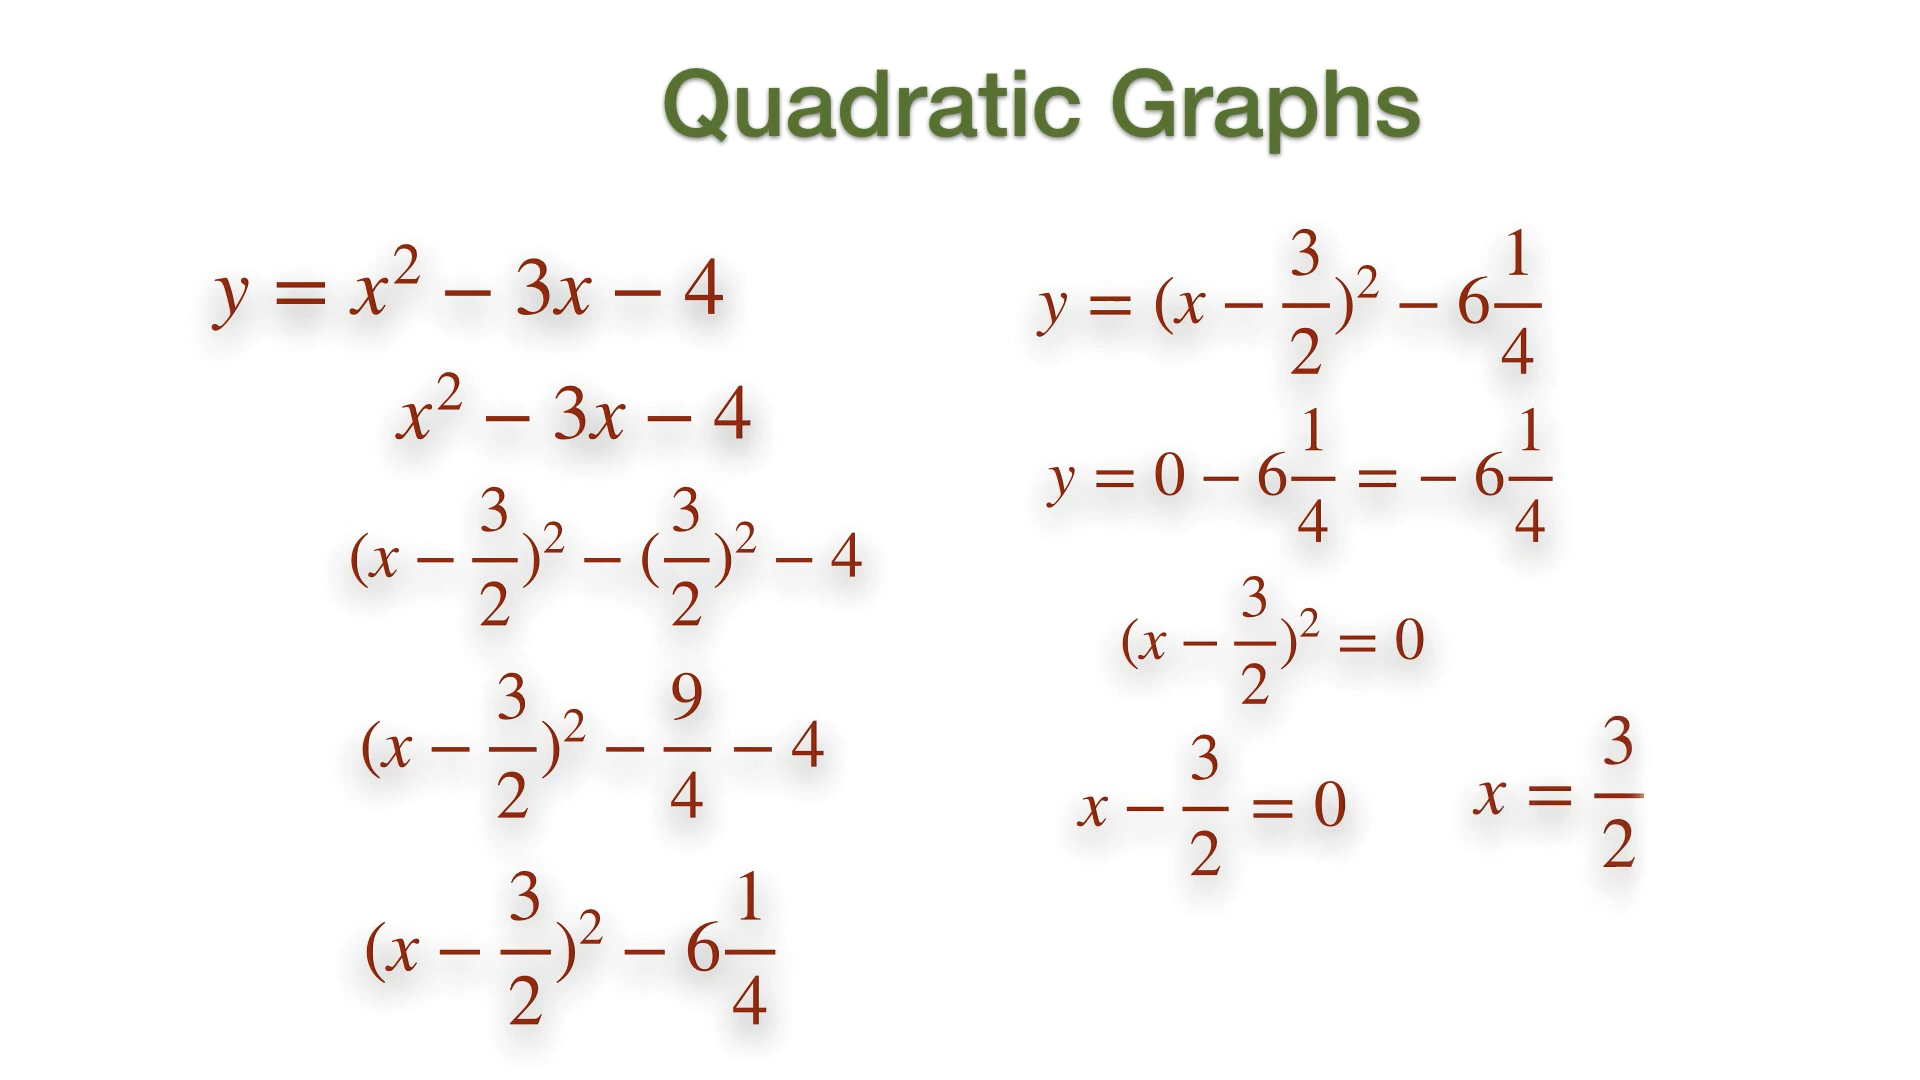 Quadratic Graphs
y = x² − 3x − 4
x² − 3x − 4
(x − 3/2)² − (3/2)² − 4
(x − 3/2)² − 9/4 − 4
(x − 3/2)² − 6 1/4
y = (x − 3/2)² − 6 1/4
y = 0 − 6 1/4 = − 6 1/4
(x − 3/2)² = 0
x − 3/2 = 0
x = 3/2